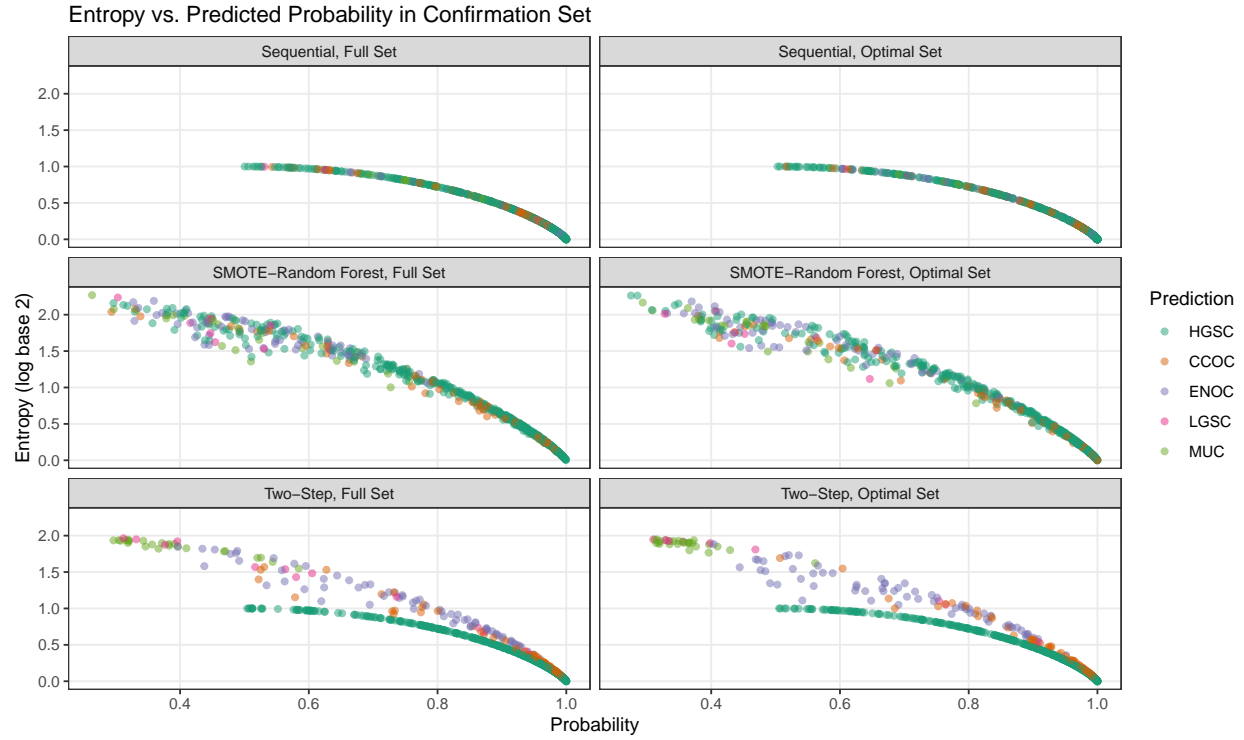 Entropy vs. Predicted Probability in Confirmation Set
Sequential, Full Set
Sequential, Optimal Set
2.0
1.5
1.0
0.5
0.0
SMOTE−Random Forest, Full Set
SMOTE−Random Forest, Optimal Set
2.0
1.5
1.0
0.5
0.0
Two−Step, Full Set
Two−Step, Optimal Set
2.0
1.5
1.0
0.5
0.0
0.4 0.6 0.8 1.0
0.4 0.6 0.8 1.0
Probability
Entropy (log base 2)
Prediction
HGSC
CCOC
ENOC
LGSC
MUC